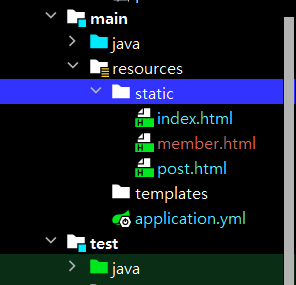 main
java
resources
static
index.html
member.html
post.html
templates
application.yml
test
java